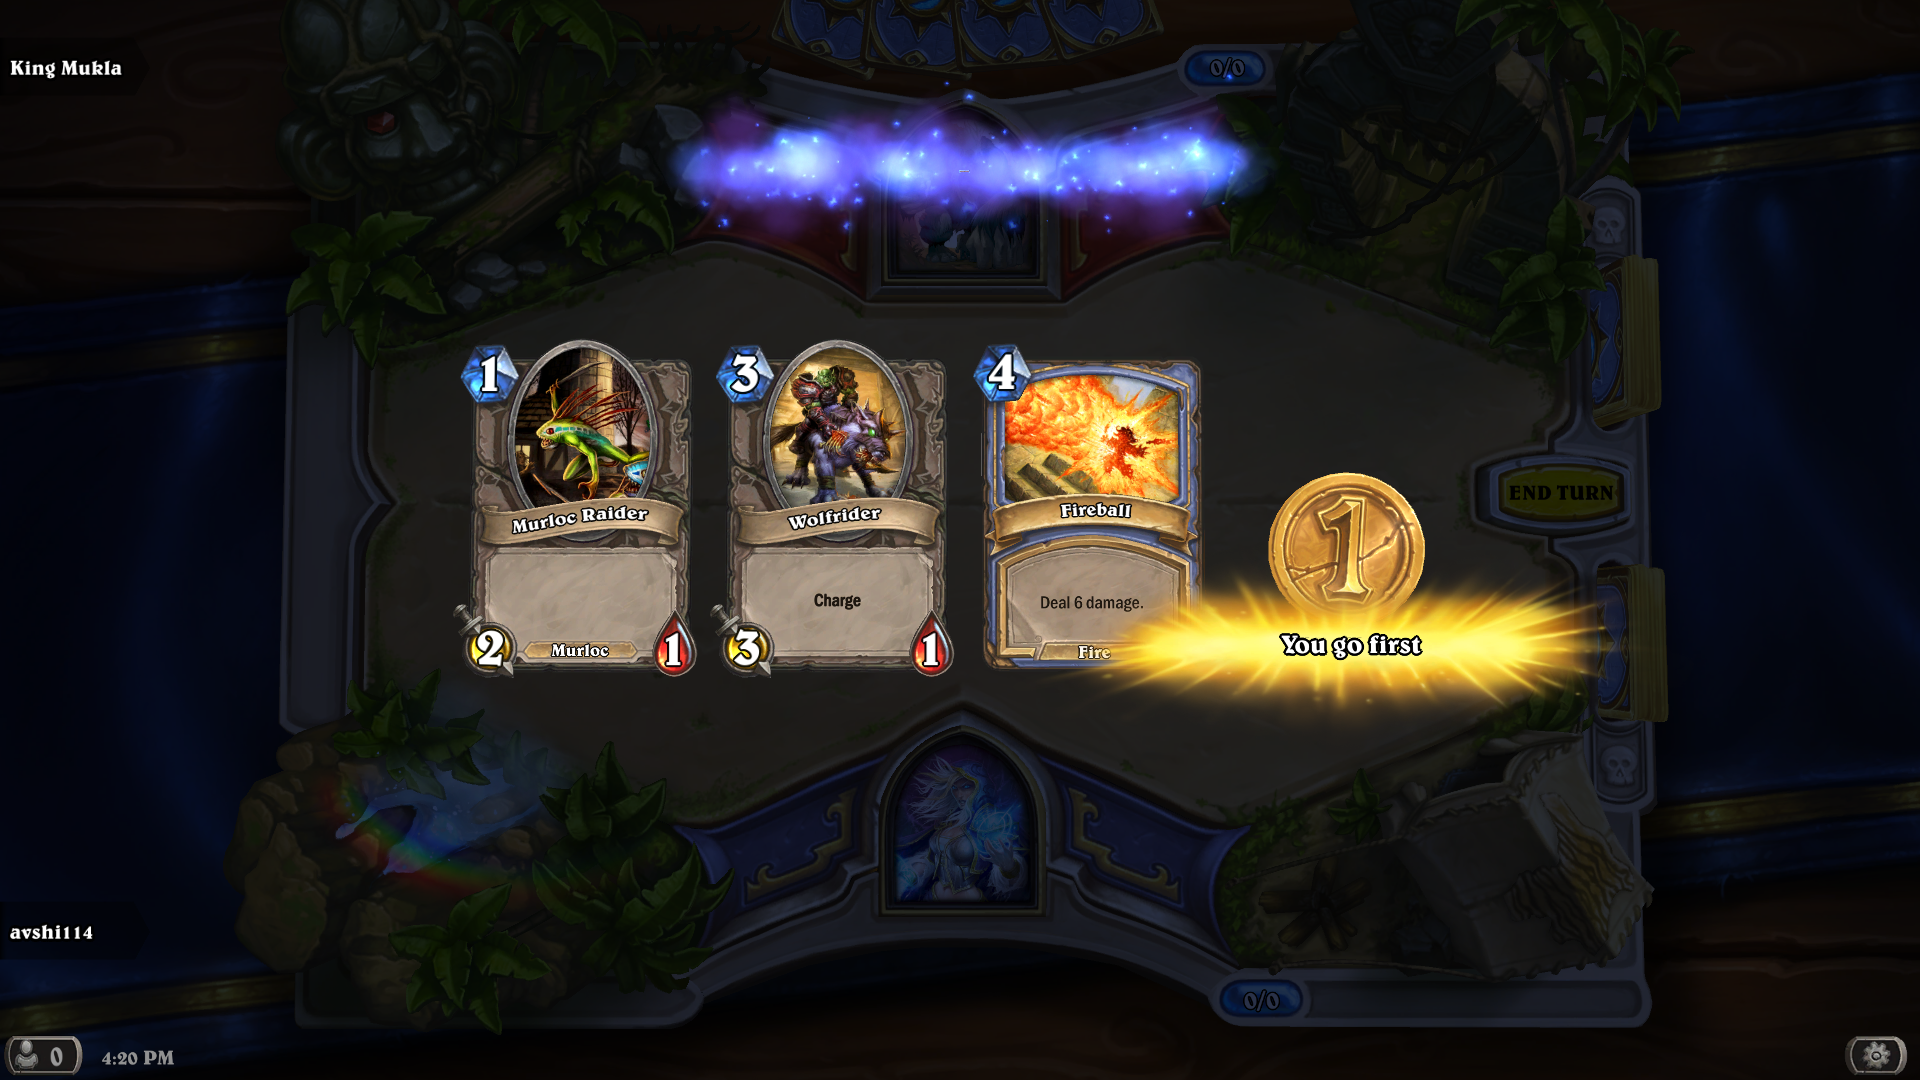 King Mukla
0/0
1
3
4
Murloc Raider
Wolfrider
Fireball
1
END TURN
Charge
Deal 6 damage.
2
Murloc
1
3
1
Fire
You go first
avshi114
0/0
0
4:20 PM